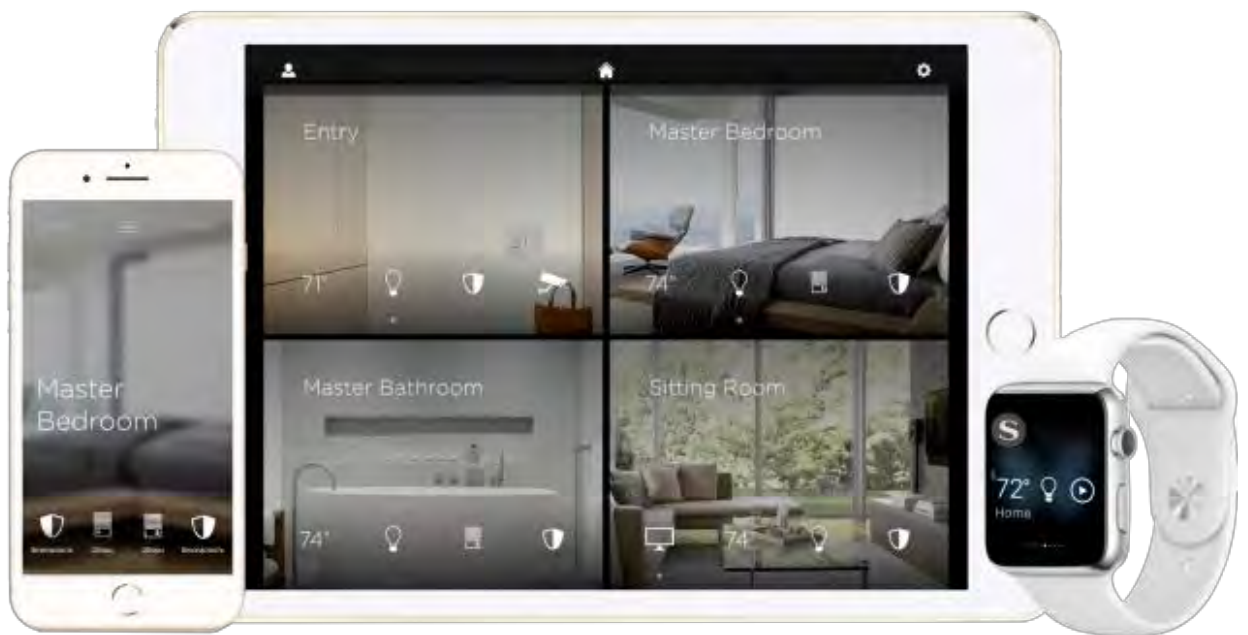 Entry
71°
Master Bedroom
74°
Master Bathroom
74°
Sitting Room
74°
Master
Bedroom
S
72°
Home